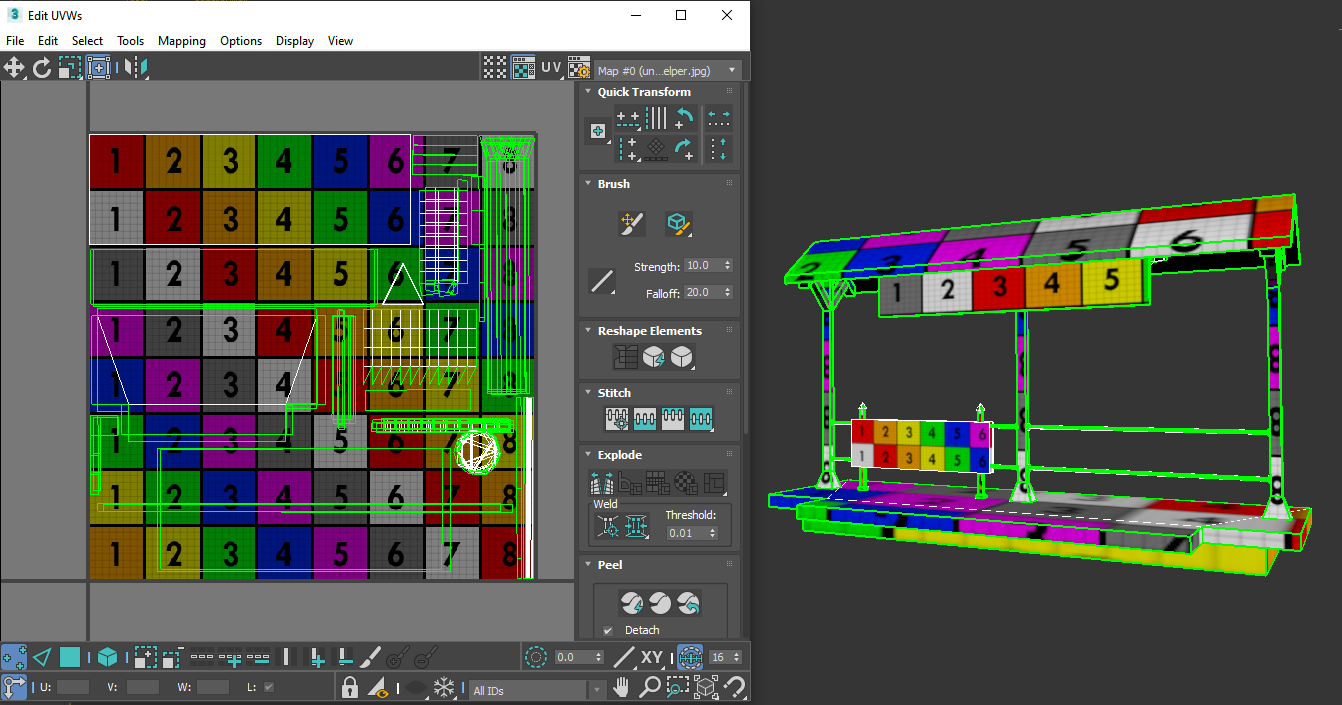 Edit UVWs
File Edit Select Tools Mapping Options Display View
UV
Map #0 (un...elper.jpg)
Quick Transform
Brush
Strength: 10.0
Falloff: 20.0
Reshape Elements
Stitch
Explode
Weld
Threshold:
0.01
Peel
Detach
1 2 3 4 5 6 7 8
1 2 3 4 5 6 7 8
1 2 3 4 5 6
1 2 3 4 5 6 7
1 2 3 4 6 7 8
1 2 3 4 5 6 7 8
1 2 3 4 5 6 7 8
1 2 3 4 5 6 7 8
0.0
XY
16
U:
V:
W:
L:
All IDs
2 3 4 5 6
1 2 3 4 5
1 2 3 4 5 6
1 2 3 4 5 6